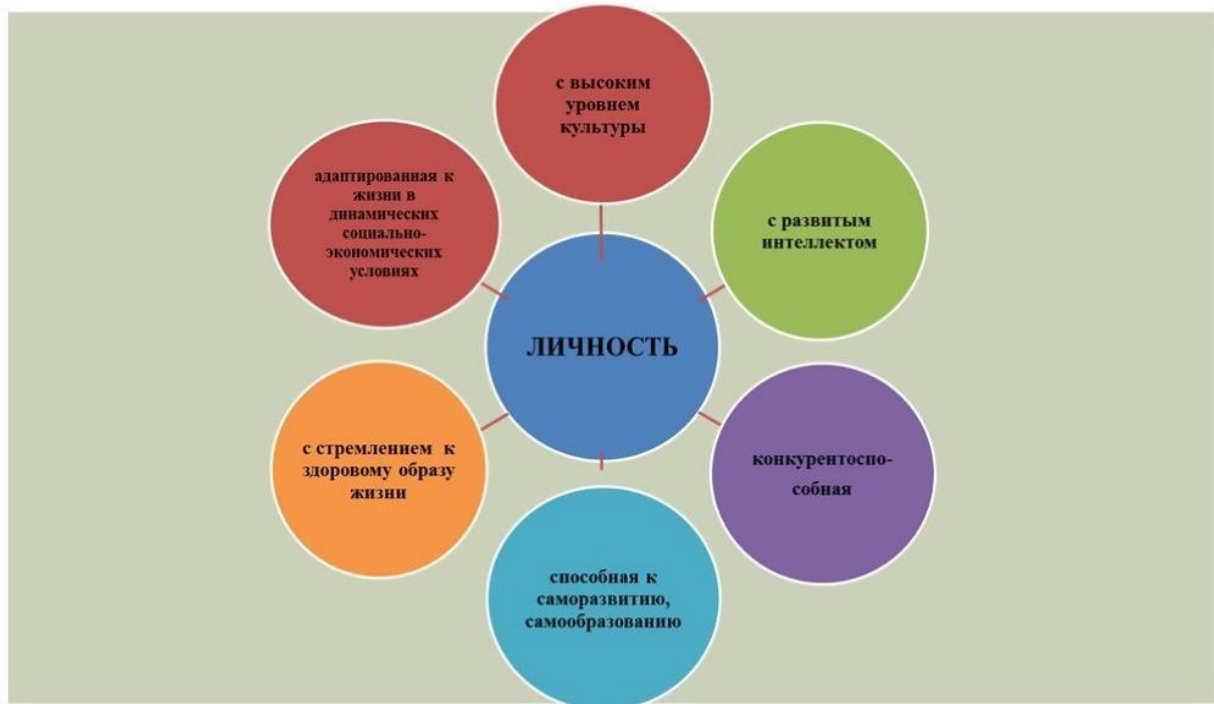 с высоким
уровнем
культуры
с развитым
интеллектом
конкурентоспо-
собная
способная к
саморазвитию,
самообразованию
с стремлением к
здоровому образу
жизни
адаптированная к
жизни в
динамических
социально-
экономических
условиях
ЛИЧНОСТЬ